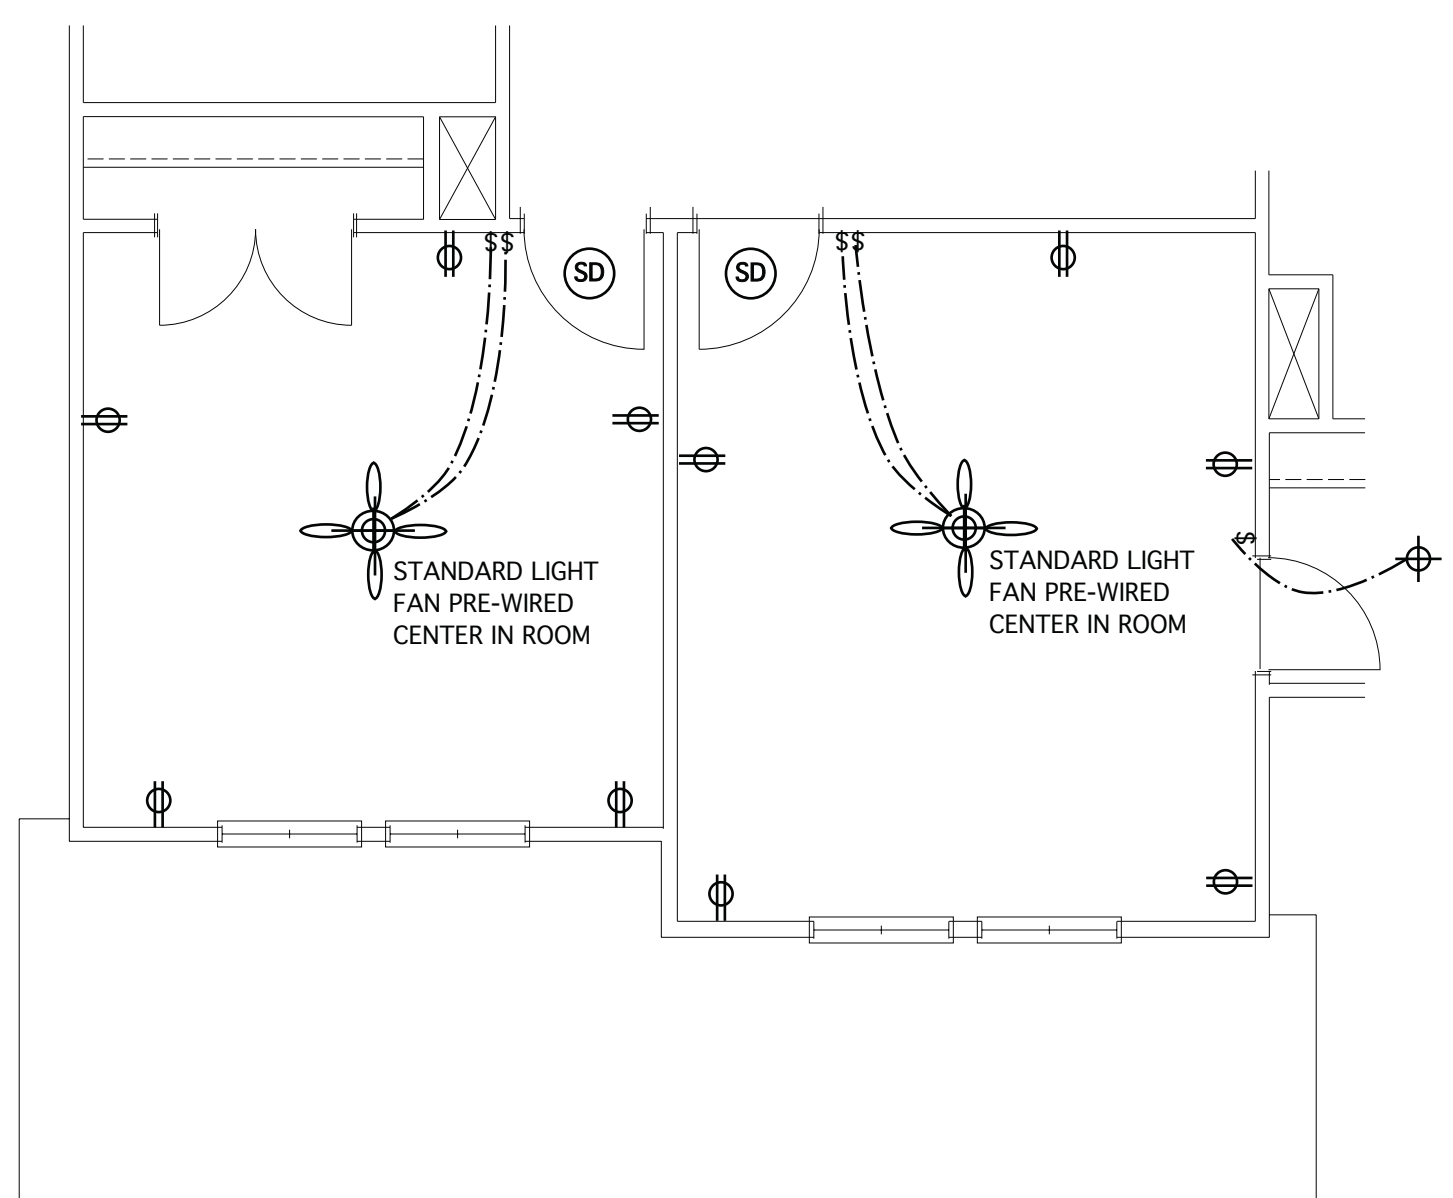 $$
$$
SD
SD
$
STANDARD LIGHT
FAN PRE-WIRED
CENTER IN ROOM
STANDARD LIGHT
FAN PRE-WIRED
CENTER IN ROOM